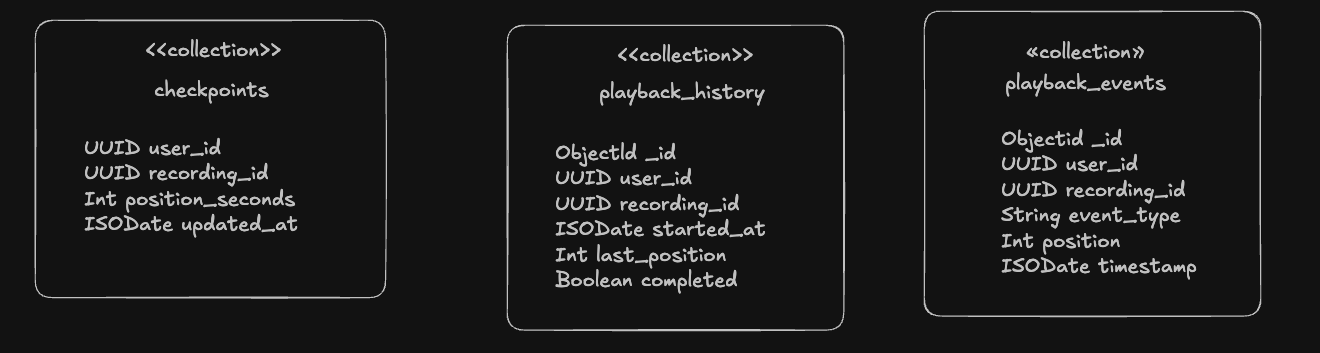 <<collection>>
checkpoints
UUID user_id
UUID recording_id
Int position_seconds
ISODate updated_at
<<collection>>
playback_history
ObjectId _id
UUID user_id
UUID recording_id
ISODate started_at
Int last_position
Boolean completed
«collection»
playback_events
Objectid _id
UUID user_id
UUID recording_id
String event_type
Int position
ISODate timestamp